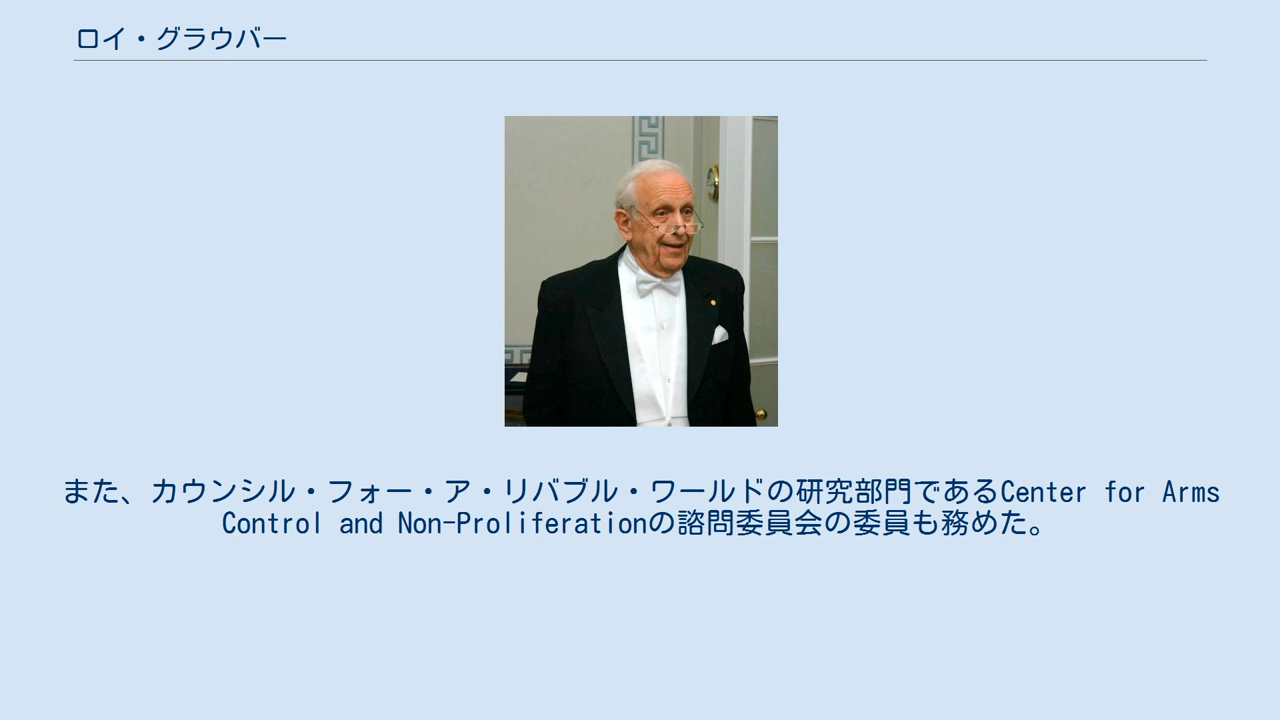 ロイ・グラウバー
また、カウンシル・フォー・ア・リバブル・ワールドの研究部門であるCenter for Arms
Control and Non-Proliferationの諮問委員会の委員も務めた。